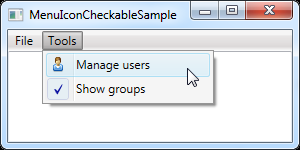 MenuIconCheckableSample
File Tools
Manage users
Show groups